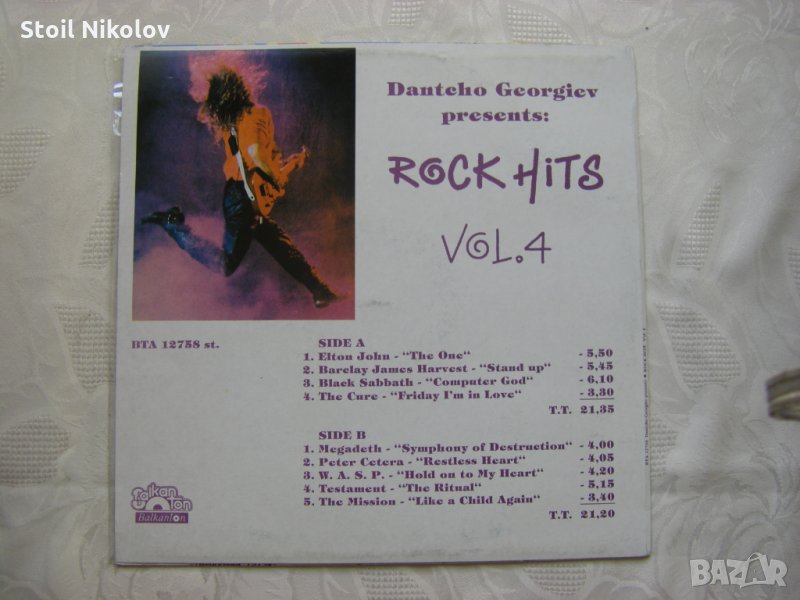 Stoil Nikolov
Dantcho Georgiev
presents:
ROCK HiTS
VOL.4
BTA 12758 st.
SIDE A
1. Elton John - "The One" - 5,50
2. Barclay James Harvest - "Stand up" - 5,45
3. Black Sabbath - "Computer God" - 6,10
4. The Cure - "Friday I'm in Love" - 3,30
T.T. 21,35
SIDE B
1. Megadeth - "Symphony of Destruction" - 4,00
2. Peter Cetera - "Restless Heart" - 4,05
3. W. A. S. P. - "Hold on to My Heart" - 4,20
4. Testament - "The Ritual" - 5,15
5. The Mission - "Like a Child Again" - 3,40
T.T. 21,20
Balkan
ton
Balkanton
BAZAR